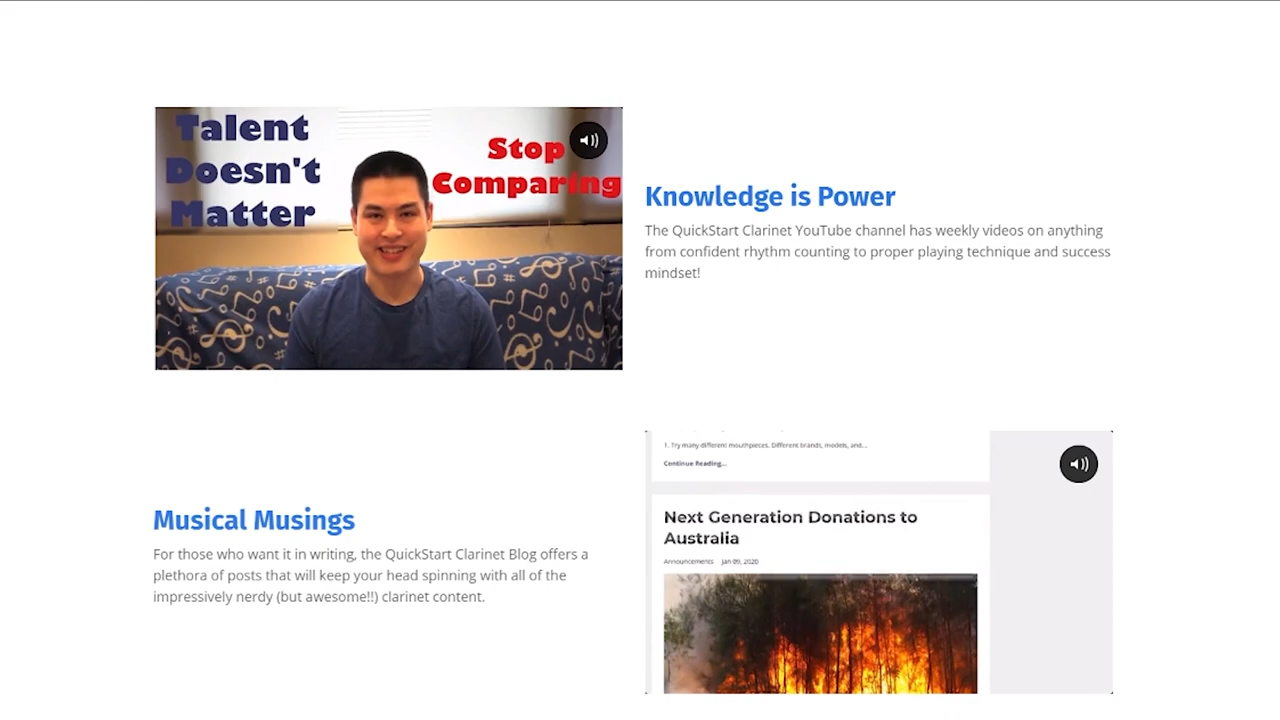 Talent
Doesn't
Matter
Stop
Comparing
Knowledge is Power
The QuickStart Clarinet YouTube channel has weekly videos on anything
from confident rhythm counting to proper playing technique and success
mindset!
Musical Musings
For those who want it in writing, the QuickStart Clarinet Blog offers a
plethora of posts that will keep your head spinning with all of the
impressively nerdy (but awesome!!) clarinet content.
1. Try many different mouthpieces. Different brands, models, and...
Continue Reading...
Next Generation Donations to
Australia
Announcements Jan 09, 2020